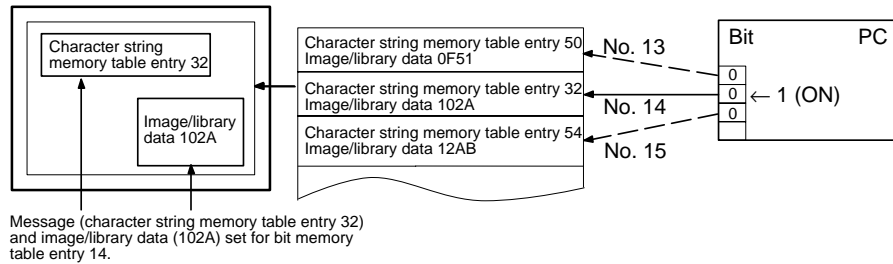 Character string
memory table entry 32
Image/library
data 102A
Character string memory table entry 50
Image/library data 0F51
Character string memory table entry 32
Image/library data 102A
Character string memory table entry 54
Image/library data 12AB
No. 13
No. 14
No. 15
Bit PC
0
0 ← 1 (ON)
0
Message (character string memory table entry 32)
and image/library data (102A) set for bit memory
table entry 14.